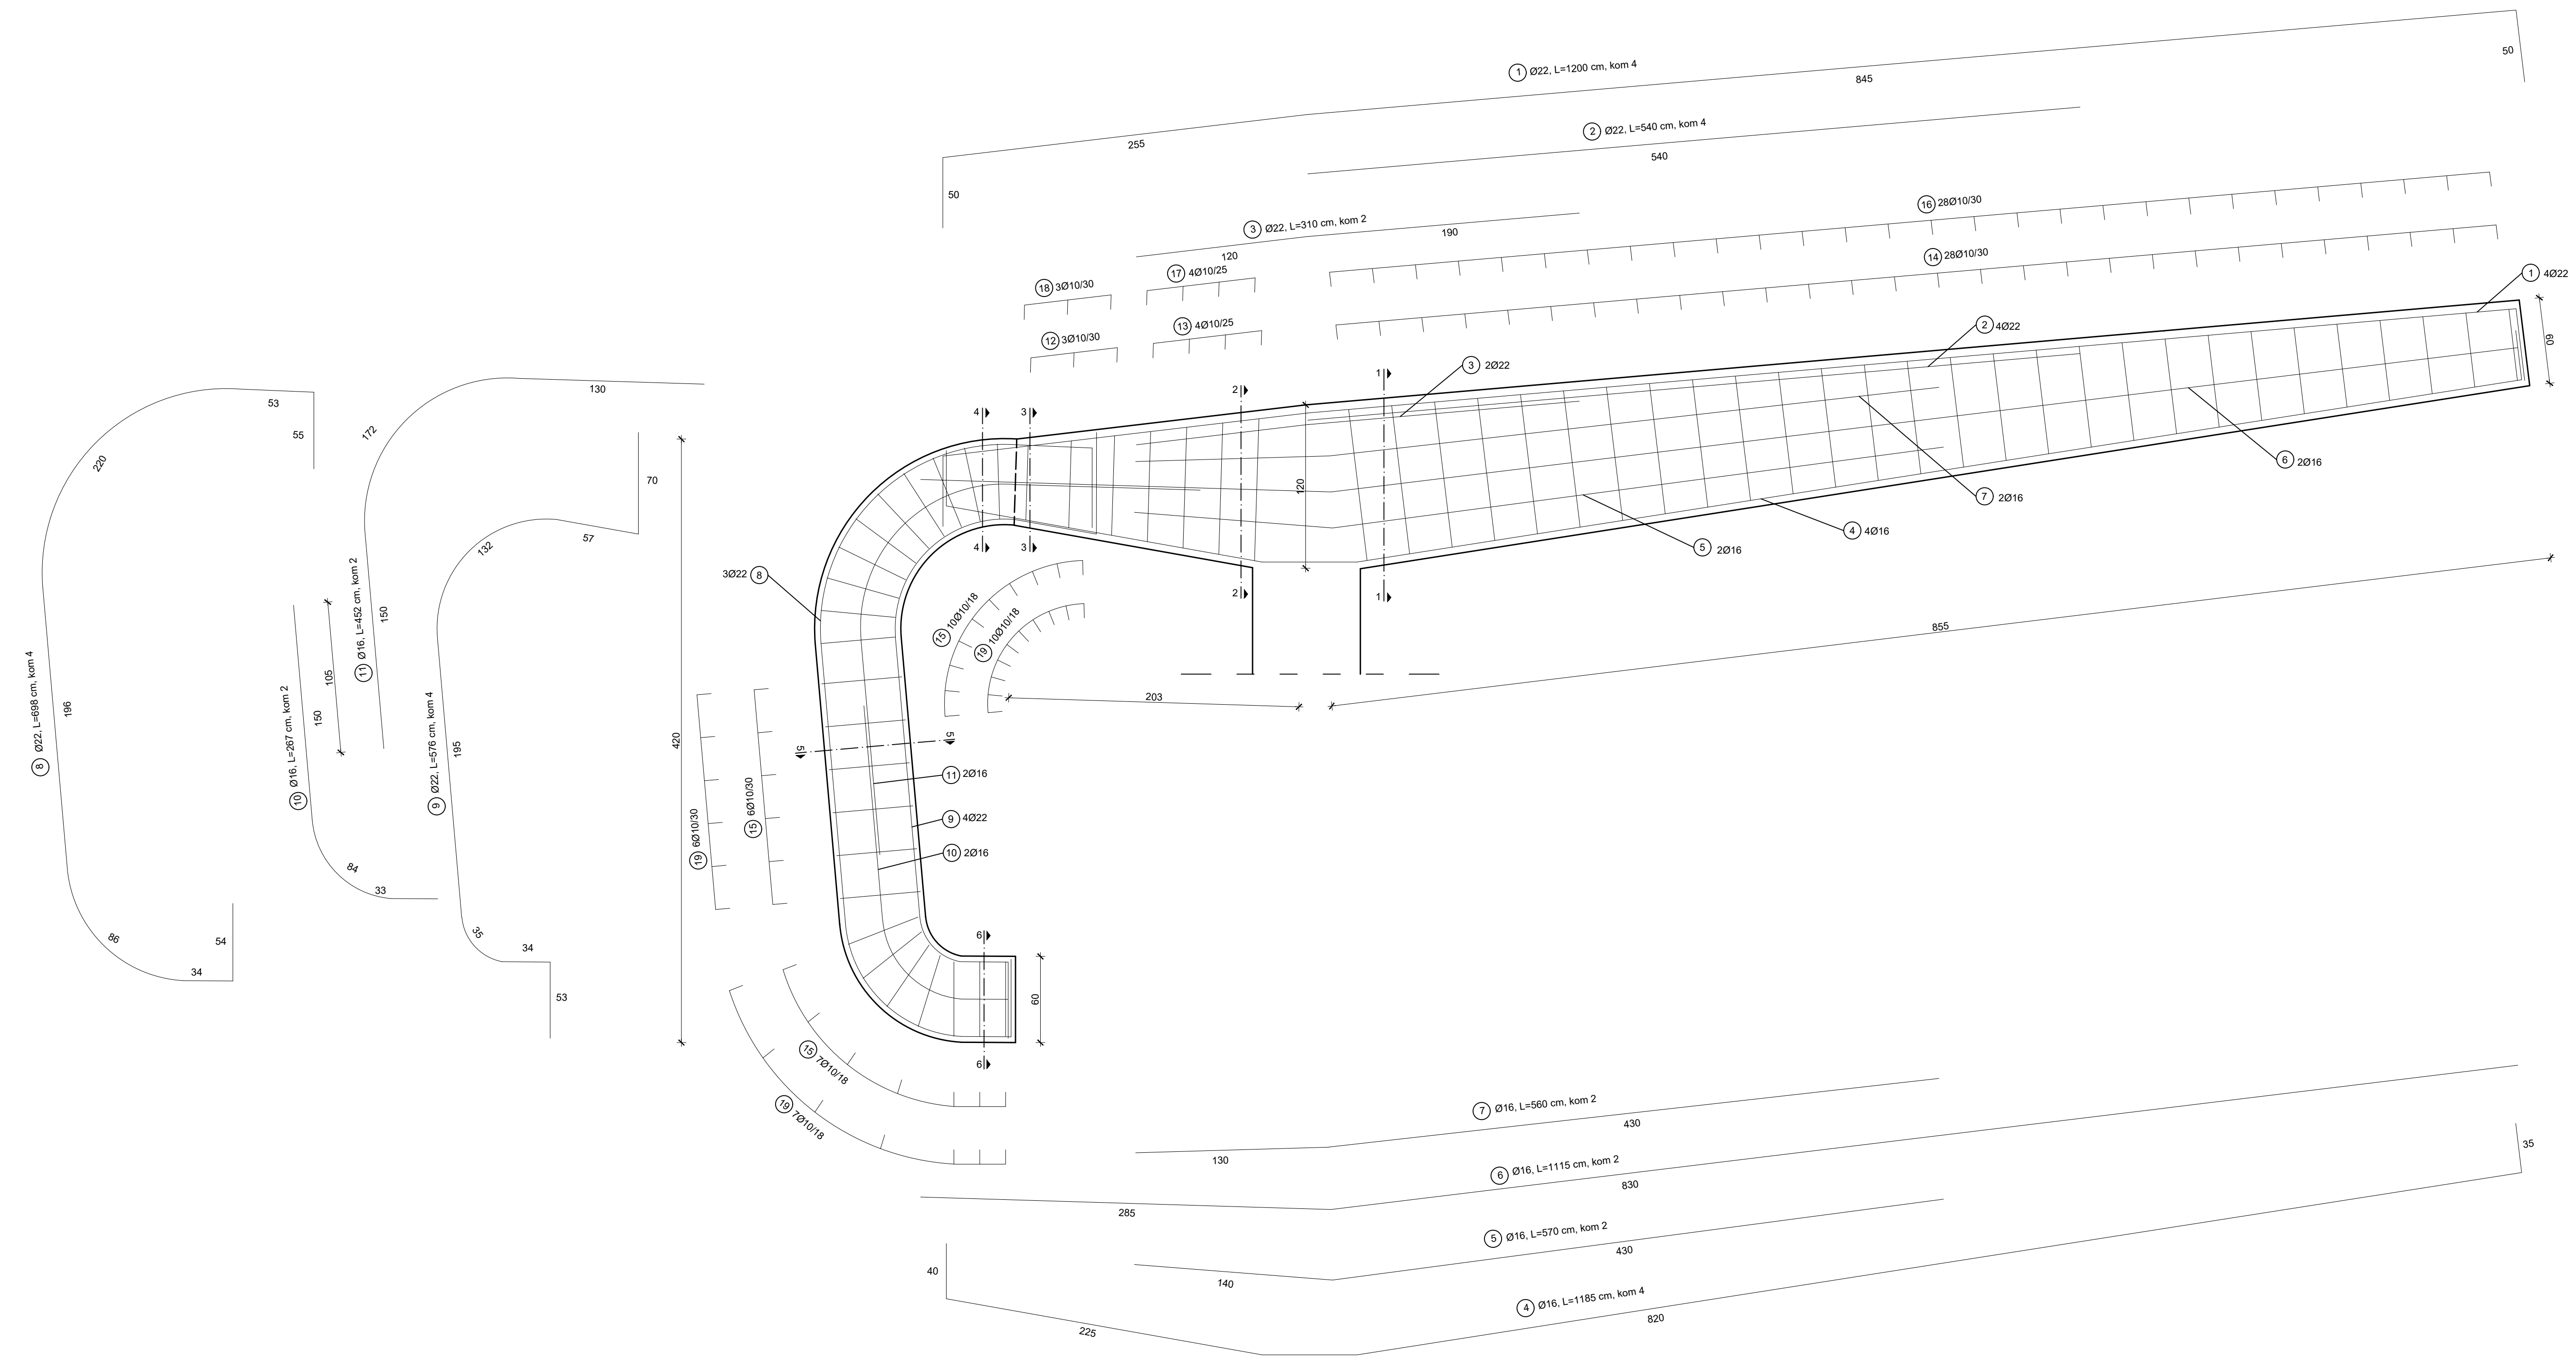 1 Ø22, L=1200 cm, kom 4
845
50
255
50
2 Ø22, L=540 cm, kom 4
540
3 Ø22, L=310 cm, kom 2
190
120
16 28Ø10/30
14 28Ø10/30
18 3Ø10/30
17 4Ø10/25
12 3Ø10/30
13 4Ø10/25
1 4Ø22
2 4Ø22
3 2Ø22
60
6 2Ø16
7 2Ø16
4 4Ø16
5 2Ø16
120
1
1
2
2
3
3
4
4
855
203
53
55
220
196
86
34
54
8 Ø22, L=698 cm, kom 4
10 Ø16, L=267 cm, kom 2
150
105
84
33
130
172
150
11 Ø16, L=452 cm, kom 2
70
57
132
195
35
34
53
9 Ø22, L=576 cm, kom 4
420
3Ø22 8
15 10Ø10/18
19 10Ø10/18
19 6Ø10/30
15 6Ø10/30
5
5
11 2Ø16
9 4Ø22
10 2Ø16
6
6
60
15 7Ø10/18
19 7Ø10/18
7 Ø16, L=560 cm, kom 2
430
130
6 Ø16, L=1115 cm, kom 2
830
285
5 Ø16, L=570 cm, kom 2
430
140
4 Ø16, L=1185 cm, kom 4
820
225
40
35